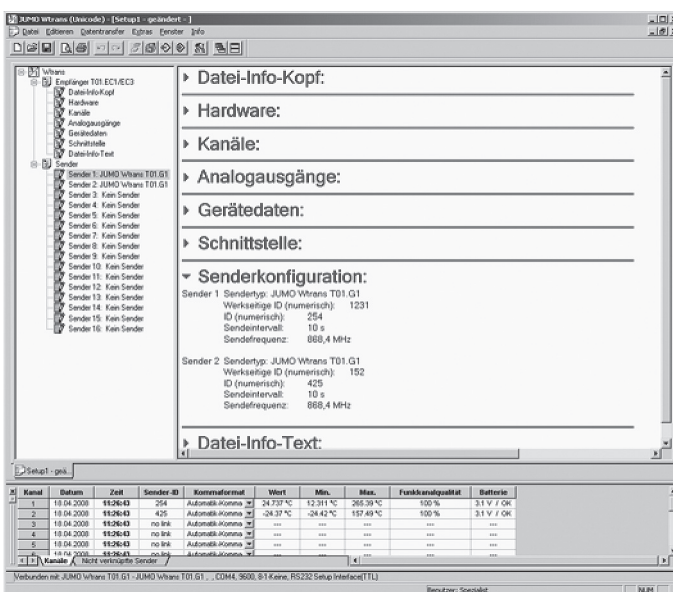 JUMO Wtrans (Unicode) - [Setup1 - geändert - ]
Datei Editieren Datentransfer Extras Fenster Info
Wtrans
Empfänger T01.EC1/EC3
Datei-Info-Kopf
Hardware
Kanäle
Analogausgänge
Gerätedaten
Schnittstelle
Datei-Info-Text
Sender
Sender 1: JUMO Wtrans T01.G1
Sender 2: JUMO Wtrans T01.G1
Sender 3: Kein Sender
Sender 4: Kein Sender
Sender 5: Kein Sender
Sender 6: Kein Sender
Sender 7: Kein Sender
Sender 8: Kein Sender
Sender 9: Kein Sender
Sender 10: Kein Sender
Sender 11: Kein Sender
Sender 12: Kein Sender
Sender 13: Kein Sender
Sender 14: Kein Sender
Sender 15: Kein Sender
Sender 16: Kein Sender
Datei-Info-Kopf:
Hardware:
Kanäle:
Analogausgänge:
Gerätedaten:
Schnittstelle:
Senderkonfiguration:
Sender 1 Sendertyp: JUMO Wtrans T01.G1
Werkseitige ID (numerisch): 1231
ID (numerisch): 254
Sendeintervall: 10 s
Sendefrequenz: 868,4 MHz
Sender 2 Sendertyp: JUMO Wtrans T01.G1
Werkseitige ID (numerisch): 152
ID (numerisch): 425
Sendeintervall: 10 s
Sendefrequenz: 868,4 MHz
Datei-Info-Text:
Setup1 - geä...
Kanal Datum Zeit Sender-ID Kommaformat Wert Min. Max. Funkkanalqualität Batterie
1 18.04.2008 11:26:43 254 Automatik-Komma 24.737 °C 12.311 °C 265.39 °C 100 % 3.1 V / OK
2 18.04.2008 11:26:43 425 Automatik-Komma -24.37 °C -24.42 °C 157.49 °C 100 % 3.1 V / OK
3 18.04.2008 11:26:43 no link Automatik-Komma --- --- --- --- ---
4 18.04.2008 11:26:43 no link Automatik-Komma --- --- --- --- ---
5 18.04.2008 11:26:43 no link Automatik-Komma --- --- --- --- ---
6 18.04.2008 11:26:43 no link Automatik-Komma --- --- --- --- ---
Kanäle Nicht verknüpfte Sender
Verbunden mit: JUMO Wtrans T01.G1 - JUMO Wtrans T01.G1 , , COM4, 9600, 8-1-Keine, RS232 Setup Interface(TTL)
Benutzer: Spezialist NUM